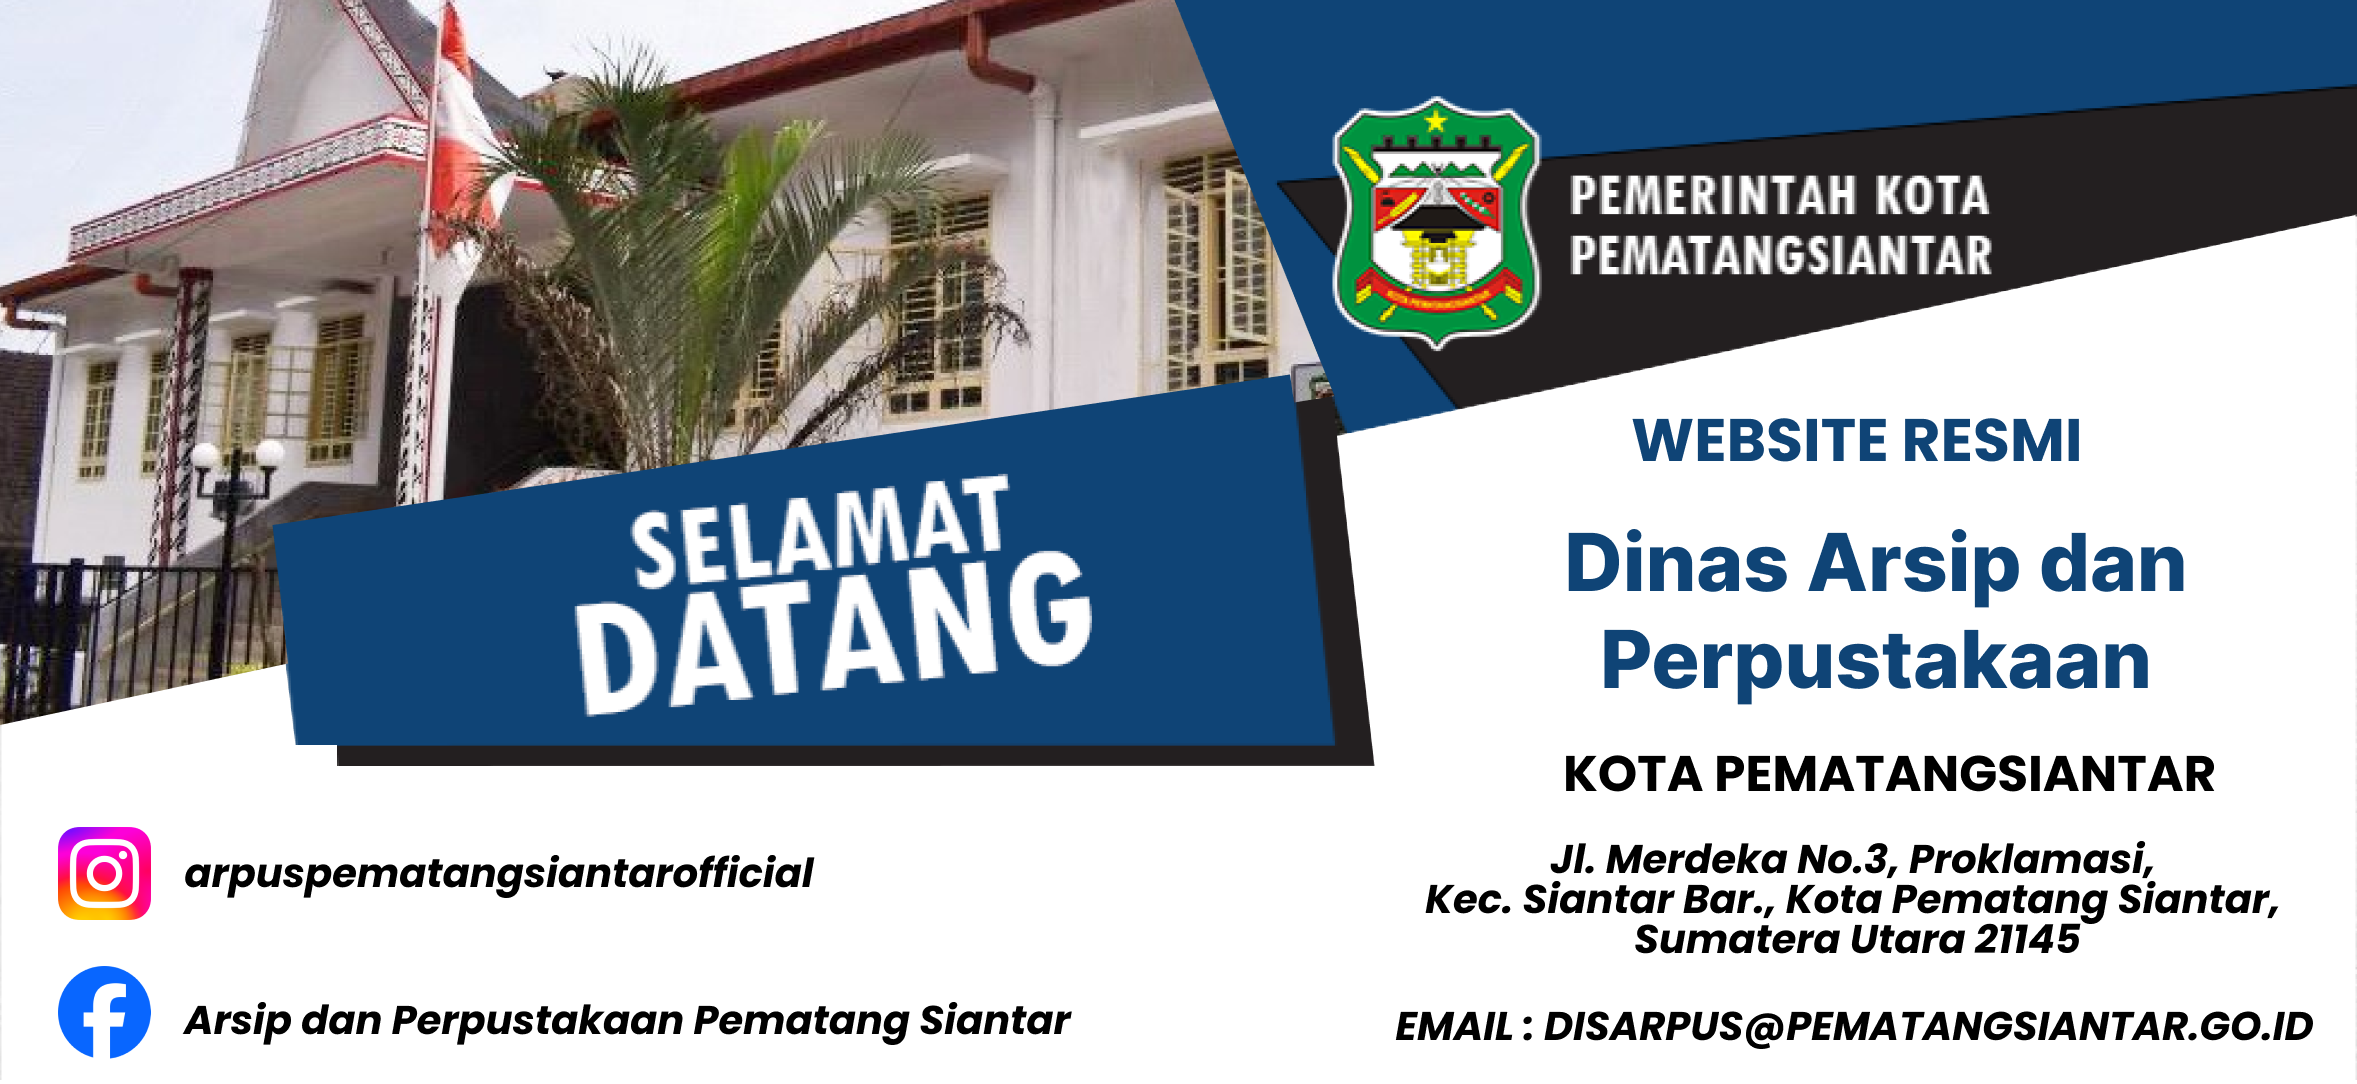 PEMERINTAH KOTA
PEMATANGSIANTAR
KOTA PEMATANGSIANTAR
SELAMAT
DATANG
WEBSITE RESMI
Dinas Arsip dan
Perpustakaan
KOTA PEMATANGSIANTAR
Jl. Merdeka No.3, Proklamasi,
Kec. Siantar Bar., Kota Pematang Siantar,
Sumatera Utara 21145
EMAIL : DISARPUS@PEMATANGSIANTAR.GO.ID
arpuspematangsiantarofficial
Arsip dan Perpustakaan Pematang Siantar